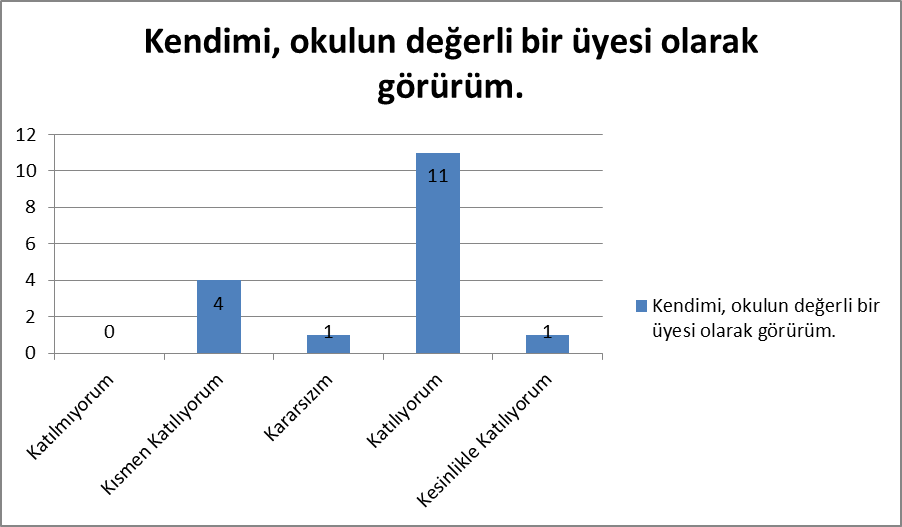 Kendimi, okulun değerli bir üyesi olarak
görürüm.
12
10
8
6
4
2
0
0
4
1
11
1
Katılmıyorum
Kısmen Katılıyorum
Kararsızım
Katılıyorum
Kesinlikle Katılıyorum
Kendimi, okulun değerli bir
üyesi olarak görürüm.